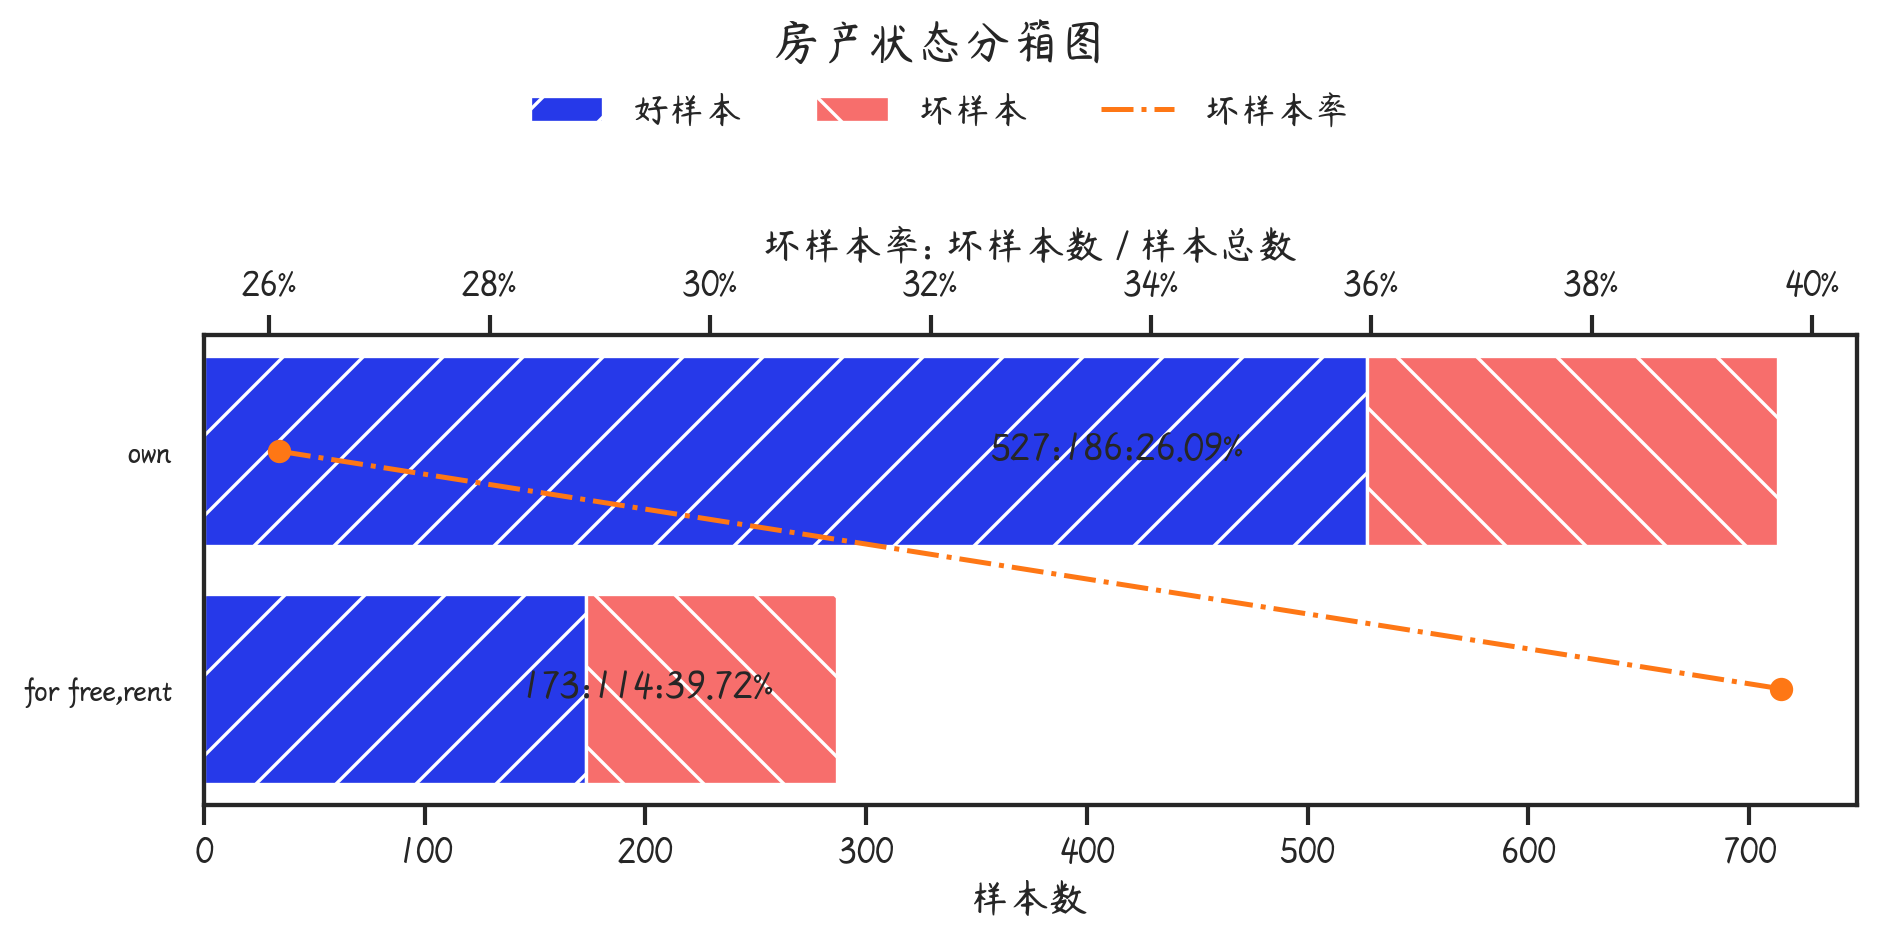 房产状态分箱图
好样本 坏样本 坏样本率
坏样本率: 坏样本数 / 样本总数
26% 28% 30% 32% 34% 36% 38% 40%
own 527:186:26.09%
for free,rent 173:114:39.72%
0 100 200 300 400 500 600 700
样本数